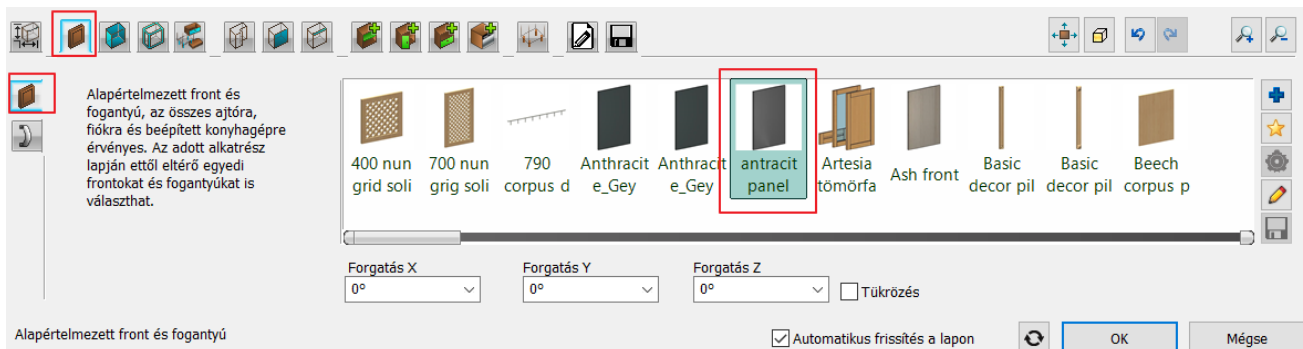 Alapértelmezett front és
fogantyú, az összes ajtóra,
fiókra és beépített konyhagépre
érvényes. Az adott alkatrész
lapján ettől eltérő egyedi
frontokat és fogantyúkat is
választhat.
400 nun
grid soli
700 nun
grig soli
790
corpus d
Anthracit
e_Gey
Anthracit
e_Gey
antracit
panel
Artesia
tömörfa
Ash front
Basic
decor pil
Basic
decor pil
Beech
corpus p
Forgatás X
Forgatás Y
Forgatás Z
0°
0°
0°
Tükrözés
Alapértelmezett front és fogantyú
Automatikus frissítés a lapon
OK
Mégse